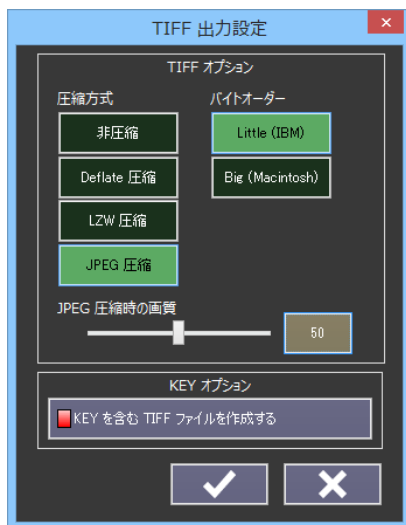 TIFF 出力設定
TIFF オプション
圧縮方式
バイトオーダー
非圧縮
Little (IBM)
Deflate 圧縮
Big (Macintosh)
LZW 圧縮
JPEG 圧縮
JPEG 圧縮時の画質
50
KEY オプション
KEY を含む TIFF ファイルを作成する